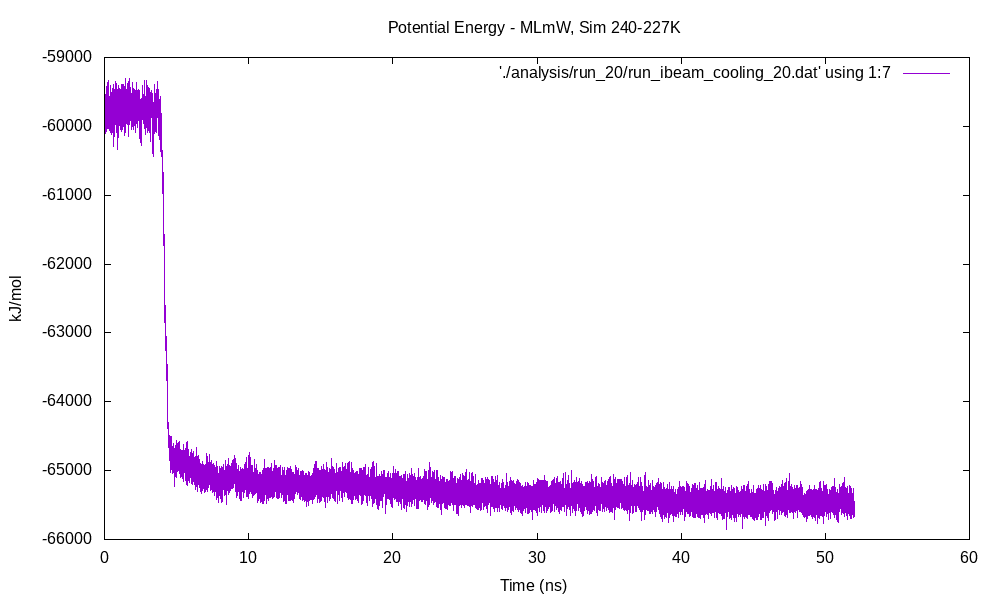 Potential Energy - MLmW, Sim 240-227K
'./analysis/run_20/run_ibeam_cooling_20.dat' using 1:7
-59000
-60000
-61000
-62000
-63000
-64000
-65000
-66000
kJ/mol
0 10 20 30 40 50 60
Time (ns)